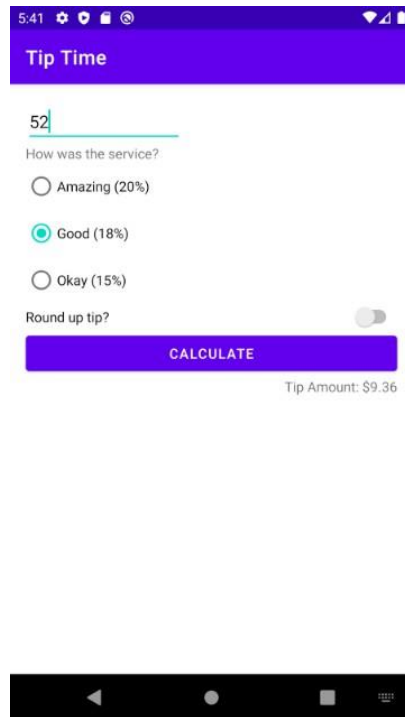 5:41
Tip Time
52
How was the service?
Amazing (20%)
Good (18%)
Okay (15%)
Round up tip?
CALCULATE
Tip Amount: $9.36